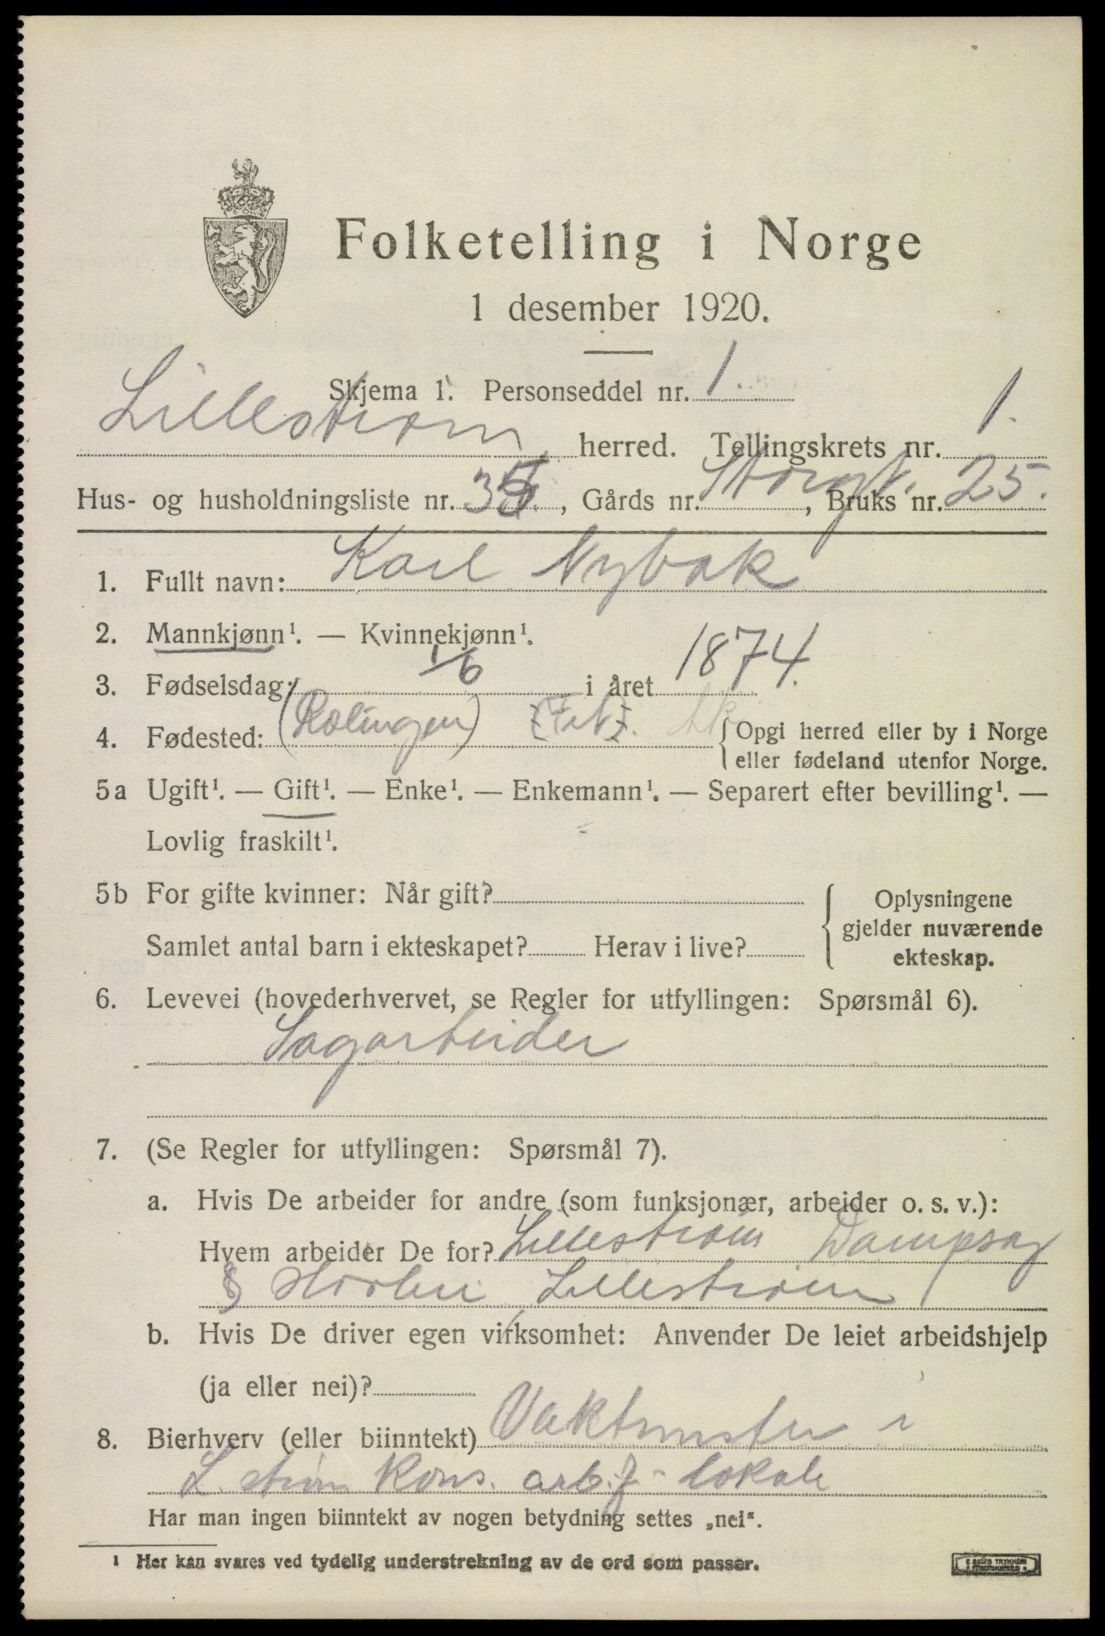 Folketelling i Norge
1 desember 1920.
Skjema 1. Personseddel nr. 1.
Lillestrøm herred. Tellingskrets nr. 1.
Hus- og husholdningsliste nr. 35., Gårds nr. Storgt., Bruks nr. 25.
1. Fullt navn: Karl Nybak
2. Mannkjønn¹. — Kvinnekjønn¹.
3. Fødselsdag: 1/6 i året 1874.
4. Fødested: (Rælingen) { Opgi herred eller by i Norge
eller fødeland utenfor Norge.
5a Ugift¹. — Gift¹. — Enke¹. — Enkemann¹. — Separert efter bevilling¹. —
Lovlig fraskilt¹.
5b For gifte kvinner: Når gift? { Oplysningene
gjelder nuværende
ekteskap.
Samlet antal barn i ekteskapet? Herav i live?
6. Levevei (hovederhvervet, se Regler for utfyllingen: Spørsmål 6).
Sagarbeider
7. (Se Regler for utfyllingen: Spørsmål 7).
a. Hvis De arbeider for andre (som funksjonær, arbeider o. s. v.):
Hvem arbeider De for? Lillestrøm Dampsag
& Høvleri, Lillestrøm
b. Hvis De driver egen virksomhet: Anvender De leiet arbeidshjelp
(ja eller nei)?
8. Bierhverv (eller biinntekt) Vaktmester i
L. strøm Kons. arb.f - lokale
Har man ingen biinntekt av nogen betydning settes „nei“.
¹ Her kan svares ved tydelig understrekning av de ord som passer.